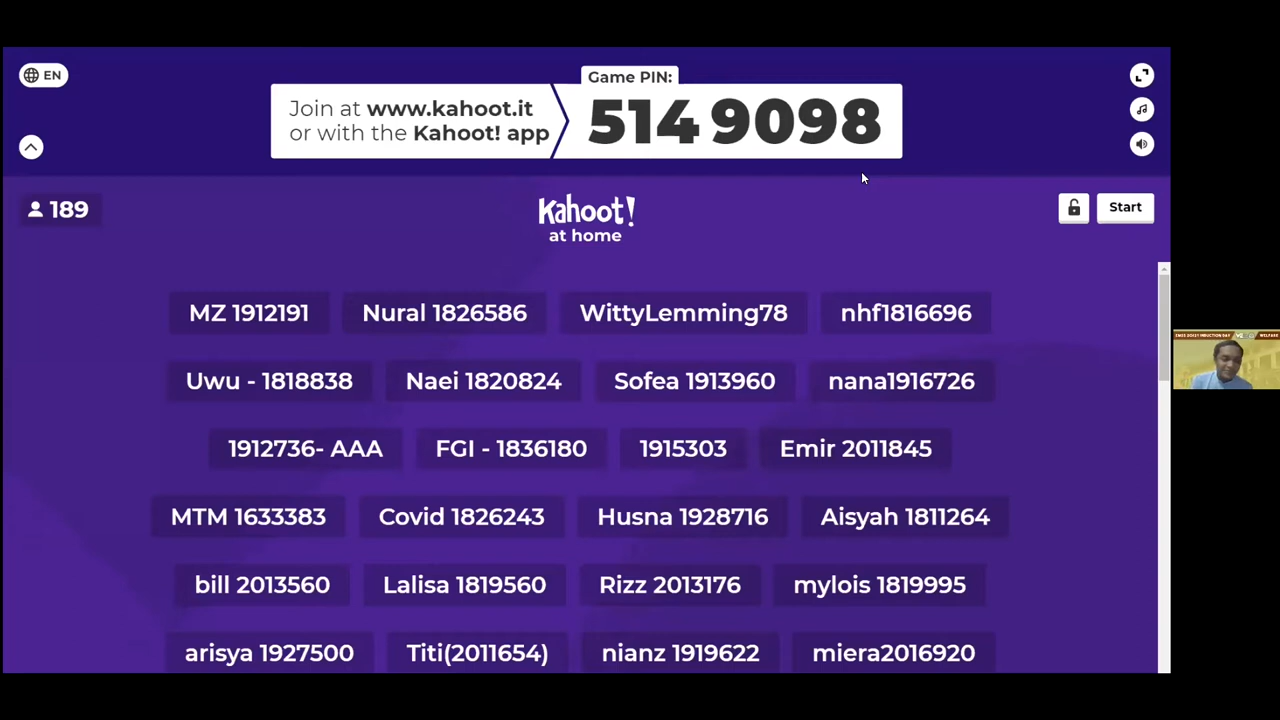 EN
Game PIN:
Join at www.kahoot.it
or with the Kahoot! app
514 9098
189
Kahoot!
at home
Start
MZ 1912191 Nural 1826586 WittyLemming78 nhf1816696
Uwu - 1818838 Naei 1820824 Sofea 1913960 nana1916726
1912736- AAA FGI - 1836180 1915303 Emir 2011845
MTM 1633383 Covid 1826243 Husna 1928716 Aisyah 1811264
bill 2013560 Lalisa 1819560 Rizz 2013176 mylois 1819995
arisya 1927500 Titi(2011654) nianz 1919622 miera2016920